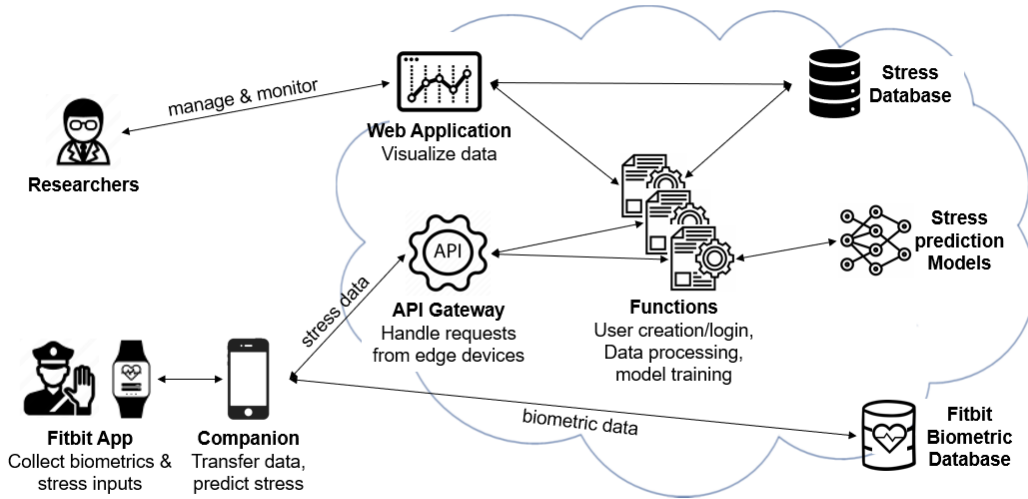 manage & monitor
Researchers
Web Application
Visualize data
Stress
Database
API
API Gateway
Handle requests
from edge devices
Functions
User creation/login,
Data processing,
model training
Stress
prediction
Models
stress data
biometric data
Fitbit App
Collect biometrics &
stress inputs
Companion
Transfer data,
predict stress
Fitbit
Biometric
Database